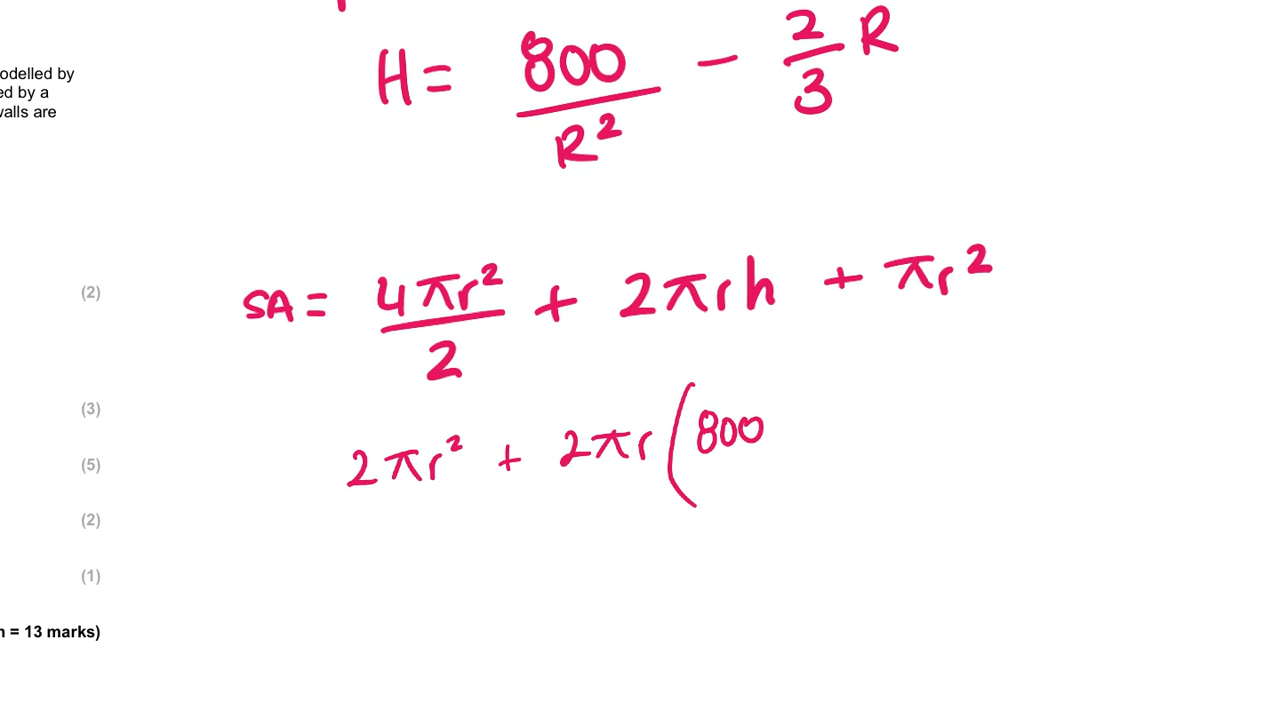 odelled by
ed by a
valls are
H = 800/R² - 2/3 R
(2)
SA = 4πr²/2 + 2πrh + πr²
(3)
2πr² + 2πr(800
(5)
(2)
(1)
= 13 marks)